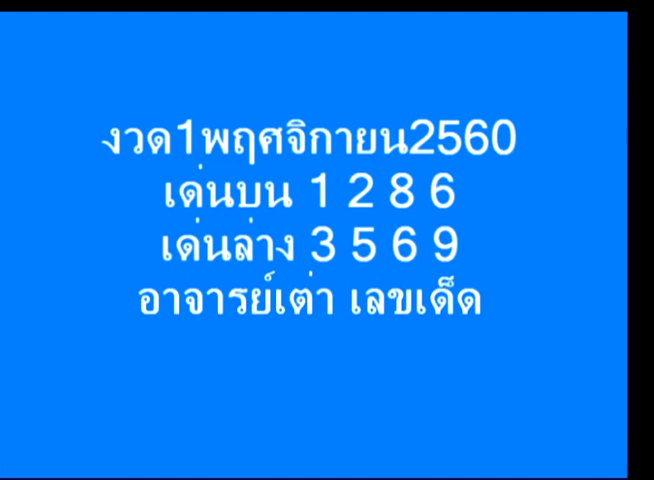 งวด1พฤศจิกายน2560
เด่นบน 1 2 8 6
เด่นล่าง 3 5 6 9
อาจารย์เต่า เลขเด็ด